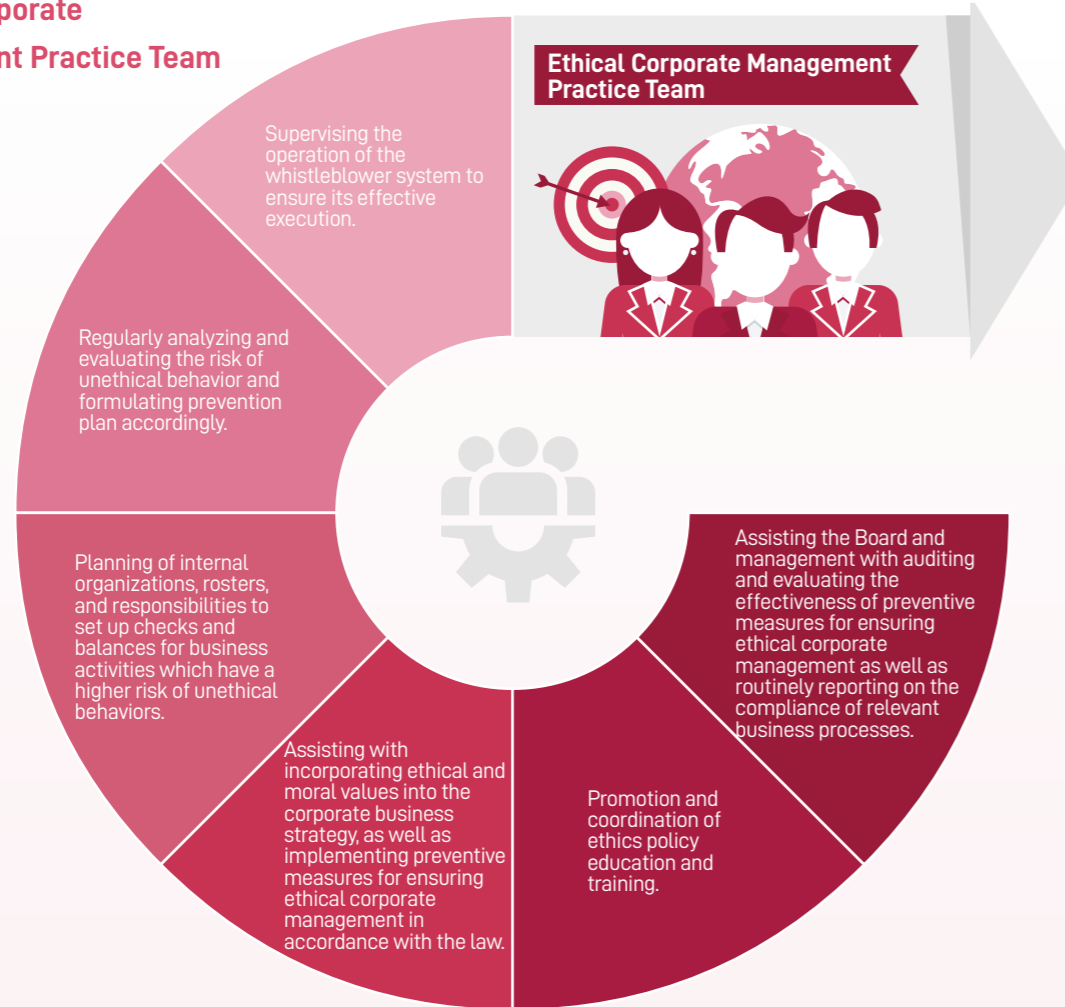 nt Practice Team
Ethical Corporate Management
Practice Team
Supervising the
operation of the
whistleblower system to
ensure its effective
execution.
Regularly analyzing and
evaluating the risk of
unethical behavior and
formulating prevention
plan accordingly.
Planning of internal
organizations, rosters,
and responsibilities to
set up checks and
balances for business
activities which have a
higher risk of unethical
behaviors.
Assisting with
incorporating ethical and
moral values into the
corporate business
strategy, as well as
implementing preventive
measures for ensuring
ethical corporate
management in
accordance with the law.
Promotion and
coordination of
ethics policy
education and
training.
Assisting the Board and
management with auditing
and evaluating the
effectiveness of preventive
measures for ensuring
ethical corporate
management as well as
routinely reporting on the
compliance of relevant
business processes.